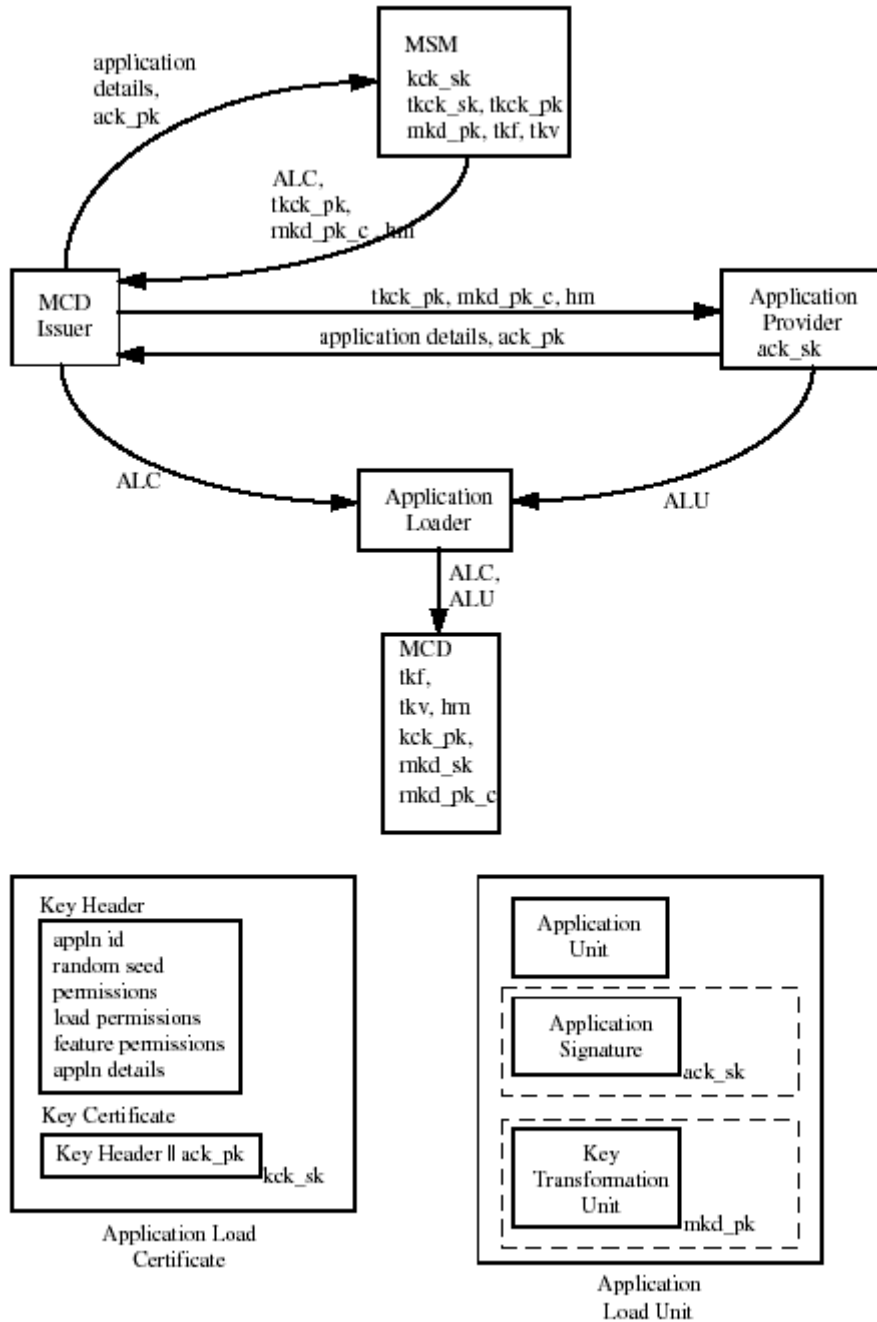 MSM
kck_sk
tkck_sk, tkck_pk
mkd_pk, tkf, tkv
application
details,
ack_pk
ALC,
tkck_pk,
mkd_pk_c , hm
MCD
Issuer
tkck_pk, mkd_pk_c, hm
application details, ack_pk
Application
Provider
ack_sk
ALC
Application
Loader
ALU
ALC,
ALU
MCD
tkf,
tkv, hm
kck_pk,
mkd_sk
mkd_pk_c
Key Header
appln id
random seed
permissions
load permissions
feature permissions
appln details
Key Certificate
Key Header || ack_pk
kck_sk
Application Load
Certificate
Application
Unit
Application
Signature
ack_sk
Key
Transformation
Unit
mkd_pk
Application
Load Unit